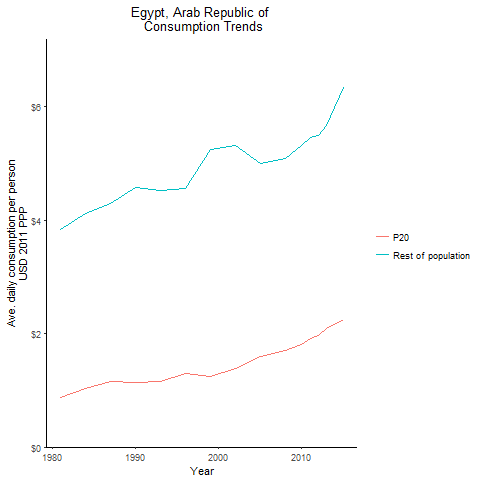 Egypt, Arab Republic of
Consumption Trends
Ave. daily consumption per person
USD 2011 PPP
$6
$4
$2
$0
1980
1990
2000
2010
Year
P20
Rest of population